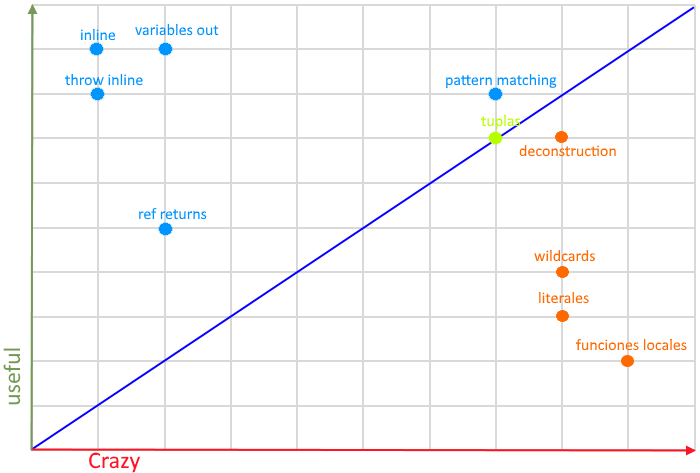 variables out
inline
throw inline
pattern matching
tuplas
deconstruction
ref returns
wildcards
literales
funciones locales
useful
Crazy